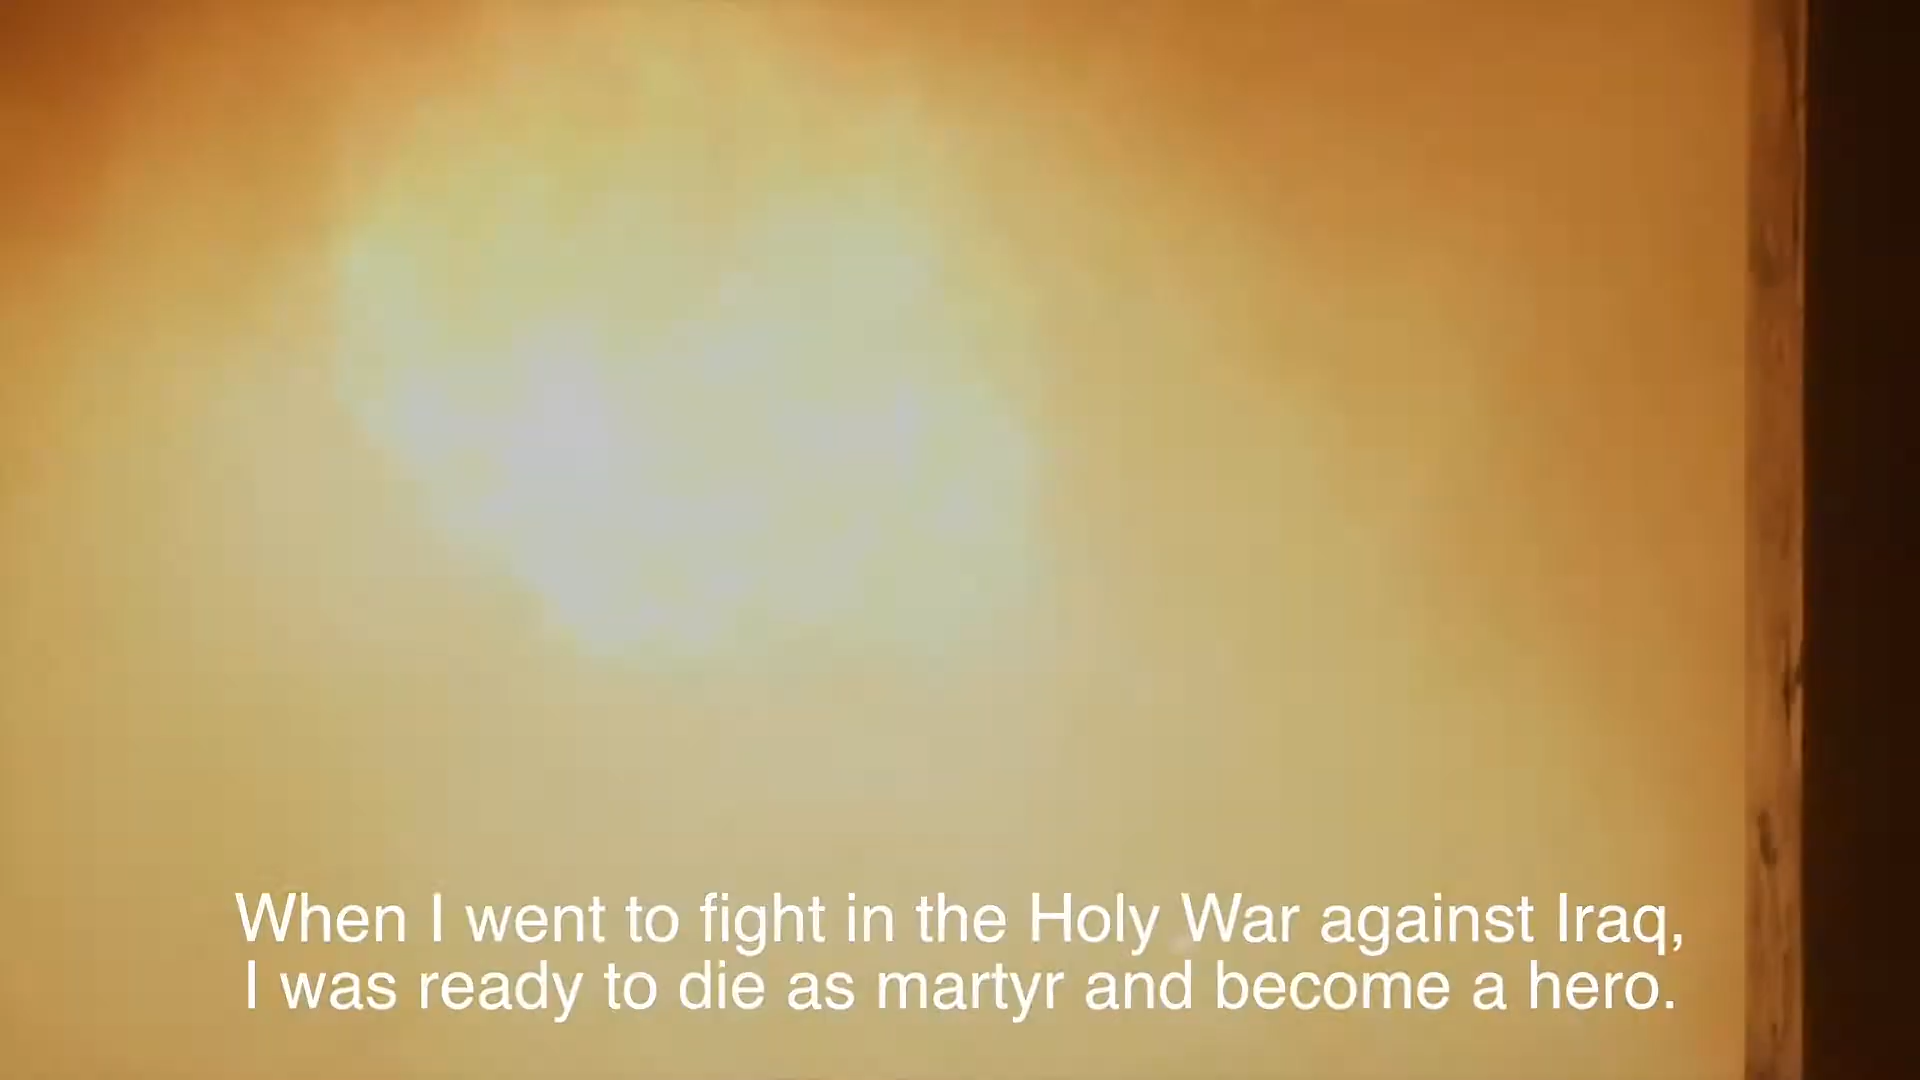 When I went to fight in the Holy War against Iraq,
I was ready to die as martyr and become a hero.